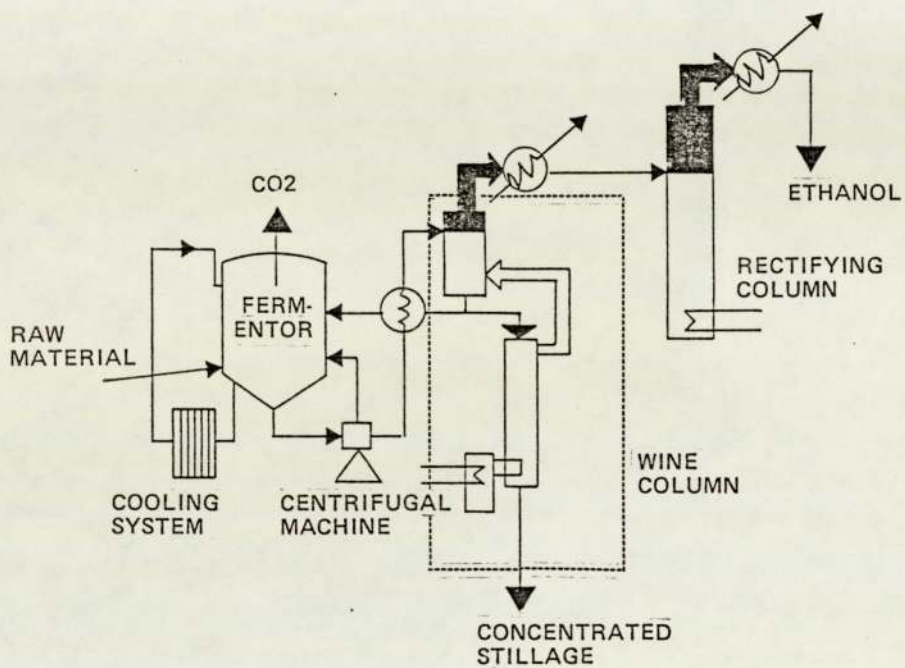 CO2
ETHANOL
FERM-
ENTOR
RECTIFYING
COLUMN
RAW
MATERIAL
WINE
COLUMN
COOLING
SYSTEM
CENTRIFUGAL
MACHINE
CONCENTRATED
STILLAGE